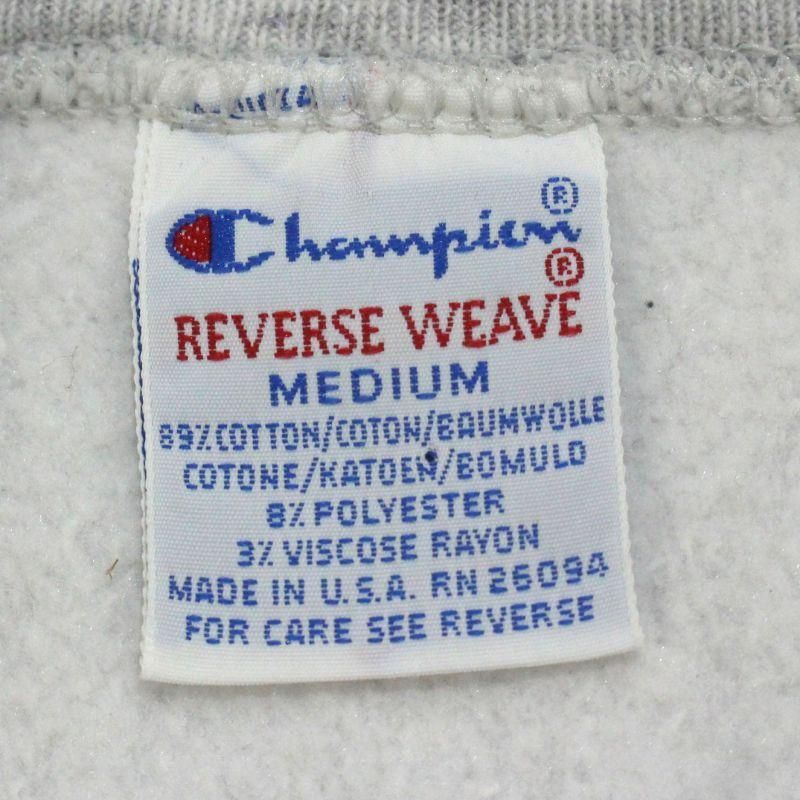 Champion®
REVERSE WEAVE®
MEDIUM
89% COTTON/COTON/BAUMWOLLE
COTONE/KATOEN/BOMULD
8% POLYESTER
3% VISCOSE RAYON
MADE IN U.S.A. RN 26094
FOR CARE SEE REVERSE